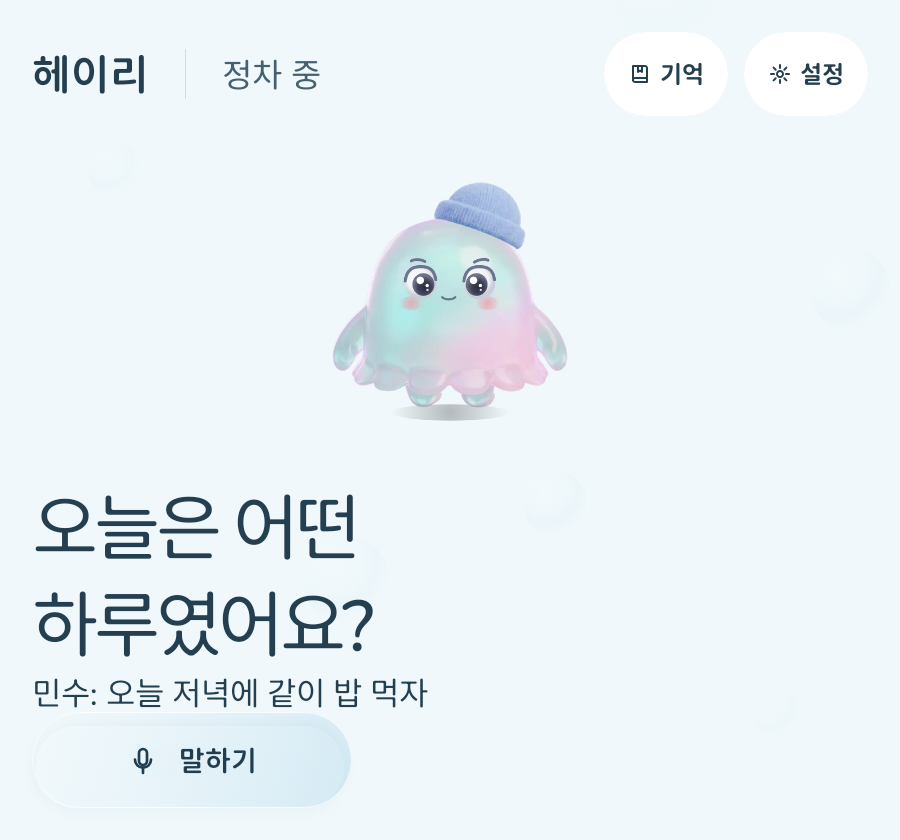 헤이리
정차 중
기억
설정
오늘은 어떤
하루였어요?
민수: 오늘 저녁에 같이 밥 먹자
말하기